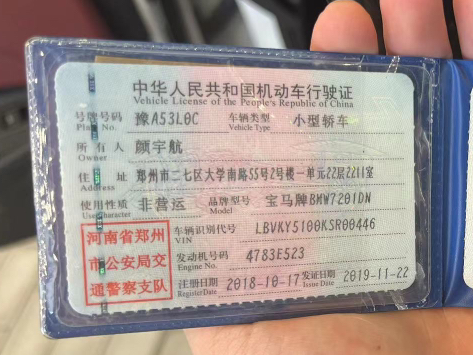 中华人民共和国机动车行驶证
Vehicle License of the People's Republic of China
号牌号码 豫A53L0C 车辆类型 小型轿车
Plate No. Vehicle Type
所有人 颜宇航
Owner
住址 郑州市二七区大学南路55号2号楼一单元22层2211室
Address
使用性质 非营运 品牌型号 宝马牌BMW7201DN
Use Character Model
河南省郑州市公安局交通警察支队
车辆识别代号 LBVKY5100KSR00446
VIN
发动机号码 4783E523
Engine No.
注册日期 2018-10-17 发证日期 2019-11-22
Register Date Issue Date